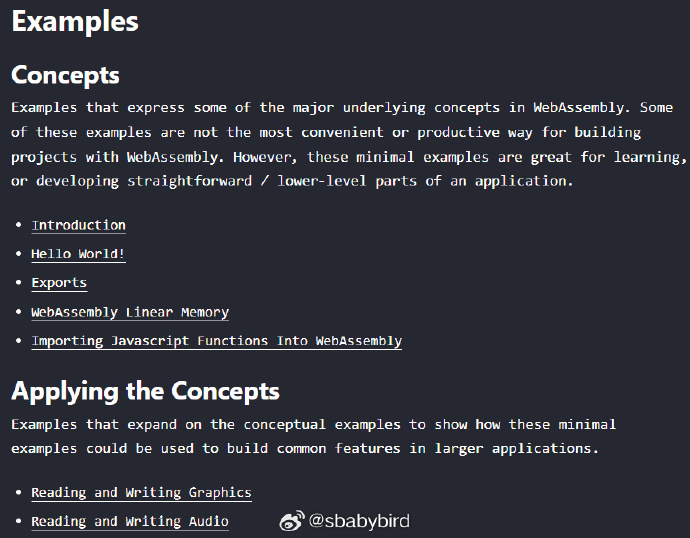 Examples
Concepts
Examples that express some of the major underlying concepts in WebAssembly. Some
of these examples are not the most convenient or productive way for building
projects with WebAssembly. However, these minimal examples are great for learning,
or developing straightforward / lower-level parts of an application.
• Introduction
• Hello World!
• Exports
• WebAssembly Linear Memory
• Importing Javascript Functions Into WebAssembly
Applying the Concepts
Examples that expand on the conceptual examples to show how these minimal
examples could be used to build common features in larger applications.
• Reading and Writing Graphics
• Reading and Writing Audio
@sbabybird